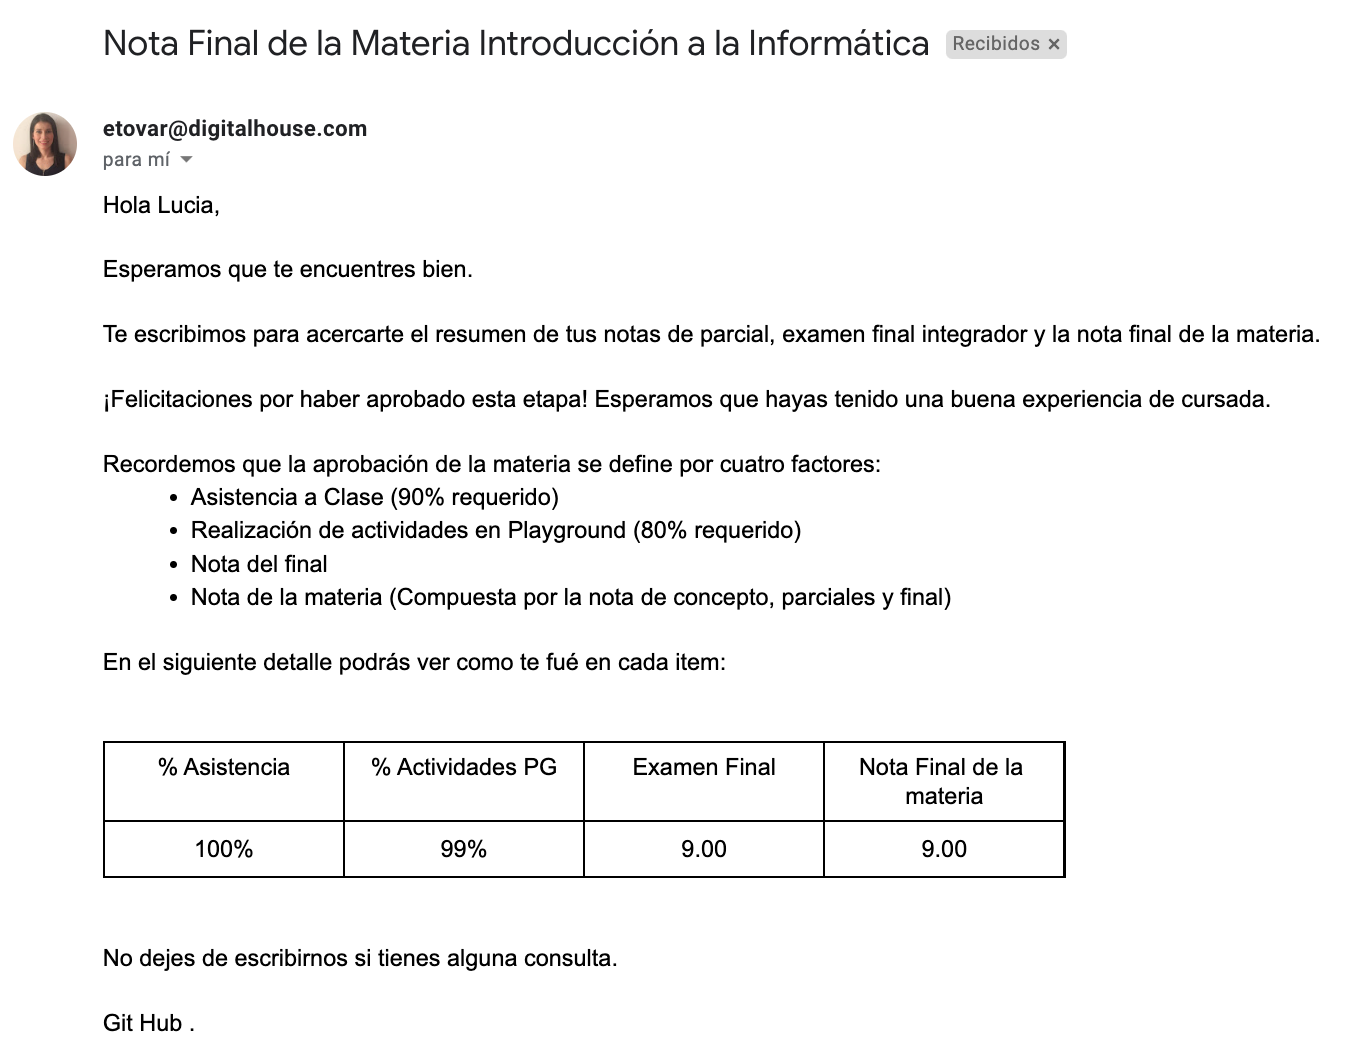 Nota Final de la Materia Introducción a la Informática Recibidos ×
etovar@digitalhouse.com
para mí
Hola Lucia,
Esperamos que te encuentres bien.
Te escribimos para acercarte el resumen de tus notas de parcial, examen final integrador y la nota final de la materia.
¡Felicitaciones por haber aprobado esta etapa! Esperamos que hayas tenido una buena experiencia de cursada.
Recordemos que la aprobación de la materia se define por cuatro factores:
• Asistencia a Clase (90% requerido)
• Realización de actividades en Playground (80% requerido)
• Nota del final
• Nota de la materia (Compuesta por la nota de concepto, parciales y final)
En el siguiente detalle podrás ver como te fué en cada item:
% Asistencia % Actividades PG Examen Final Nota Final de la
materia
100% 99% 9.00 9.00
No dejes de escribirnos si tienes alguna consulta.
Git Hub .